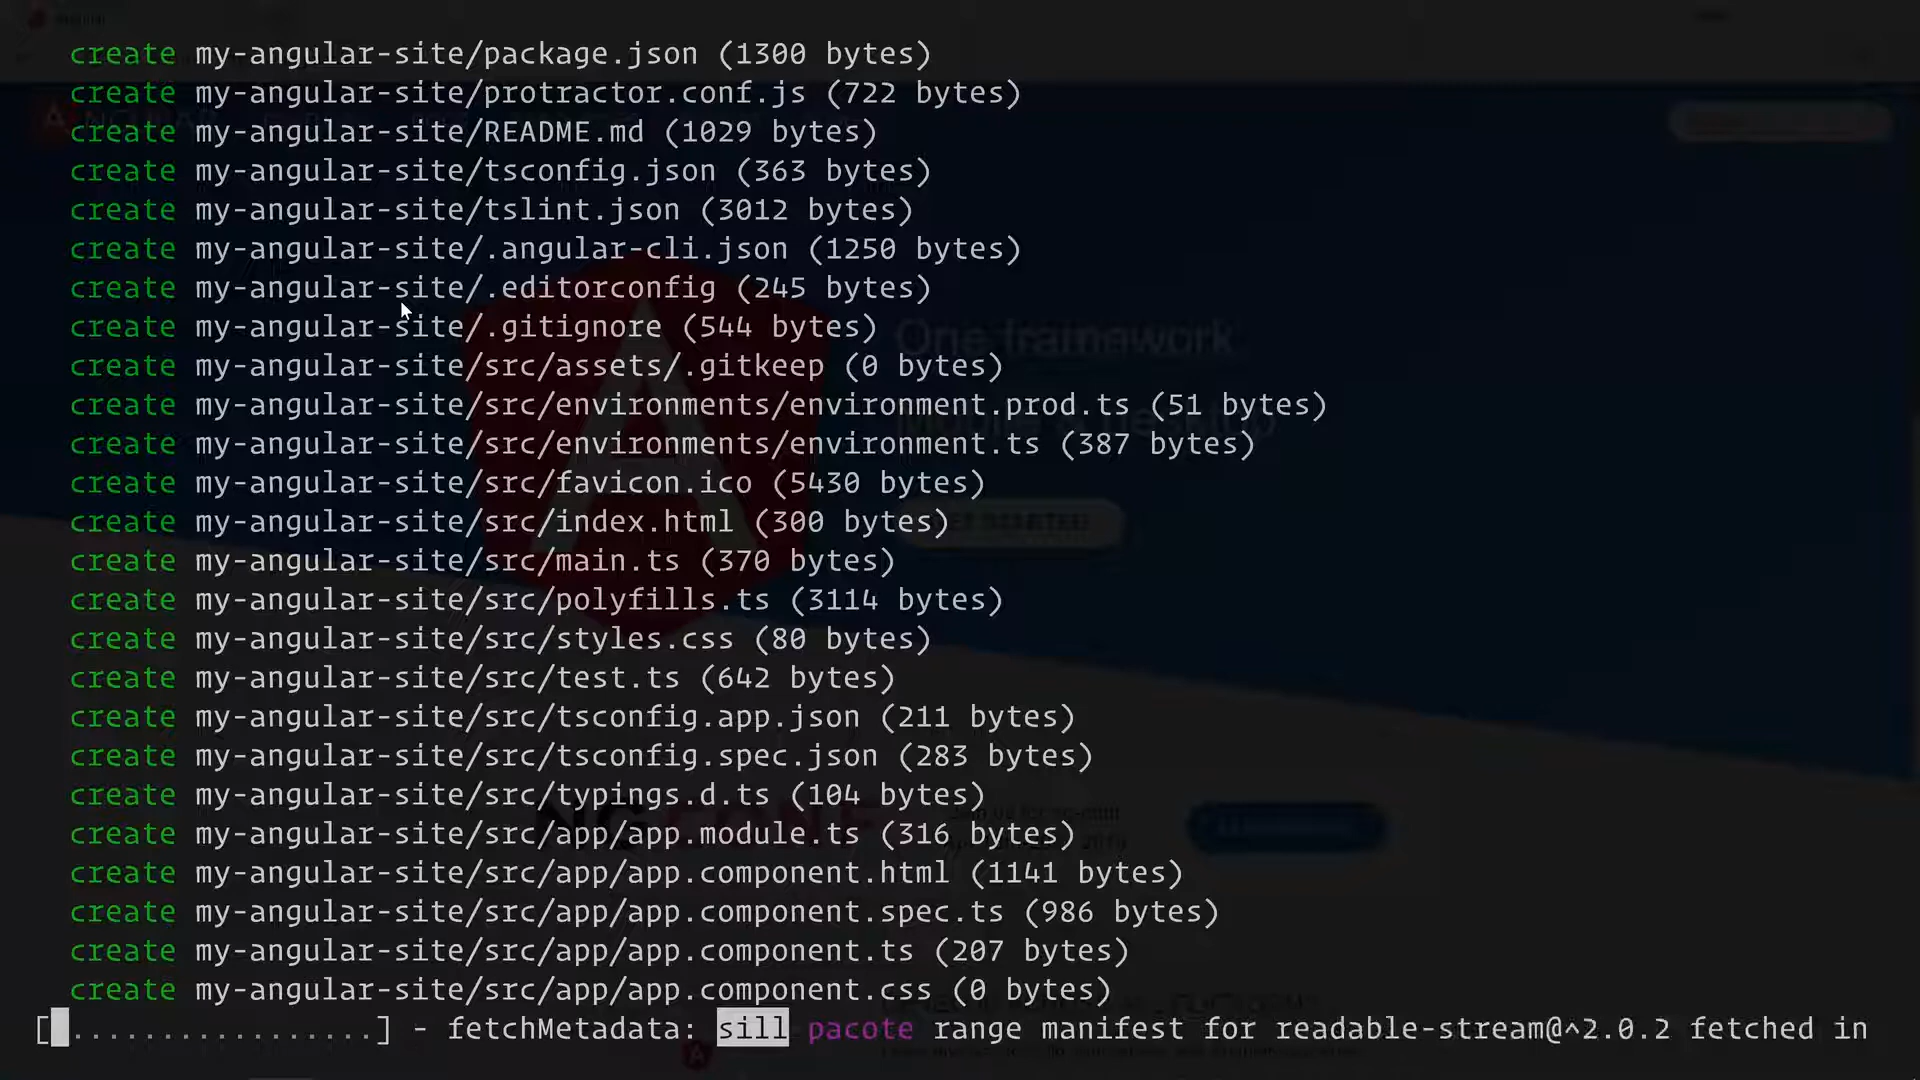 create my-angular-site/package.json (1300 bytes)
create my-angular-site/protractor.conf.js (722 bytes)
create my-angular-site/README.md (1029 bytes)
create my-angular-site/tsconfig.json (363 bytes)
create my-angular-site/tslint.json (3012 bytes)
create my-angular-site/.angular-cli.json (1250 bytes)
create my-angular-site/.editorconfig (245 bytes)
create my-angular-site/.gitignore (544 bytes)
One framework
create my-angular-site/src/assets/.gitkeep (0 bytes)
create my-angular-site/src/environments/environment.prod.ts (51 bytes)
create my-angular-site/src/environments/environment.ts (387 bytes)
create my-angular-site/src/favicon.ico (5430 bytes)
create my-angular-site/src/index.html (300 bytes)
create my-angular-site/src/main.ts (370 bytes)
create my-angular-site/src/polyfills.ts (3114 bytes)
create my-angular-site/src/styles.css (80 bytes)
create my-angular-site/src/test.ts (642 bytes)
create my-angular-site/src/tsconfig.app.json (211 bytes)
create my-angular-site/src/tsconfig.spec.json (283 bytes)
create my-angular-site/src/typings.d.ts (104 bytes)
create my-angular-site/src/app/app.module.ts (316 bytes)
create my-angular-site/src/app/app.component.html (1141 bytes)
create my-angular-site/src/app/app.component.spec.ts (986 bytes)
create my-angular-site/src/app/app.component.ts (207 bytes)
create my-angular-site/src/app/app.component.css (0 bytes)
[ .................] - fetchMetadata: sill pacote range manifest for readable-stream@^2.0.2 fetched in